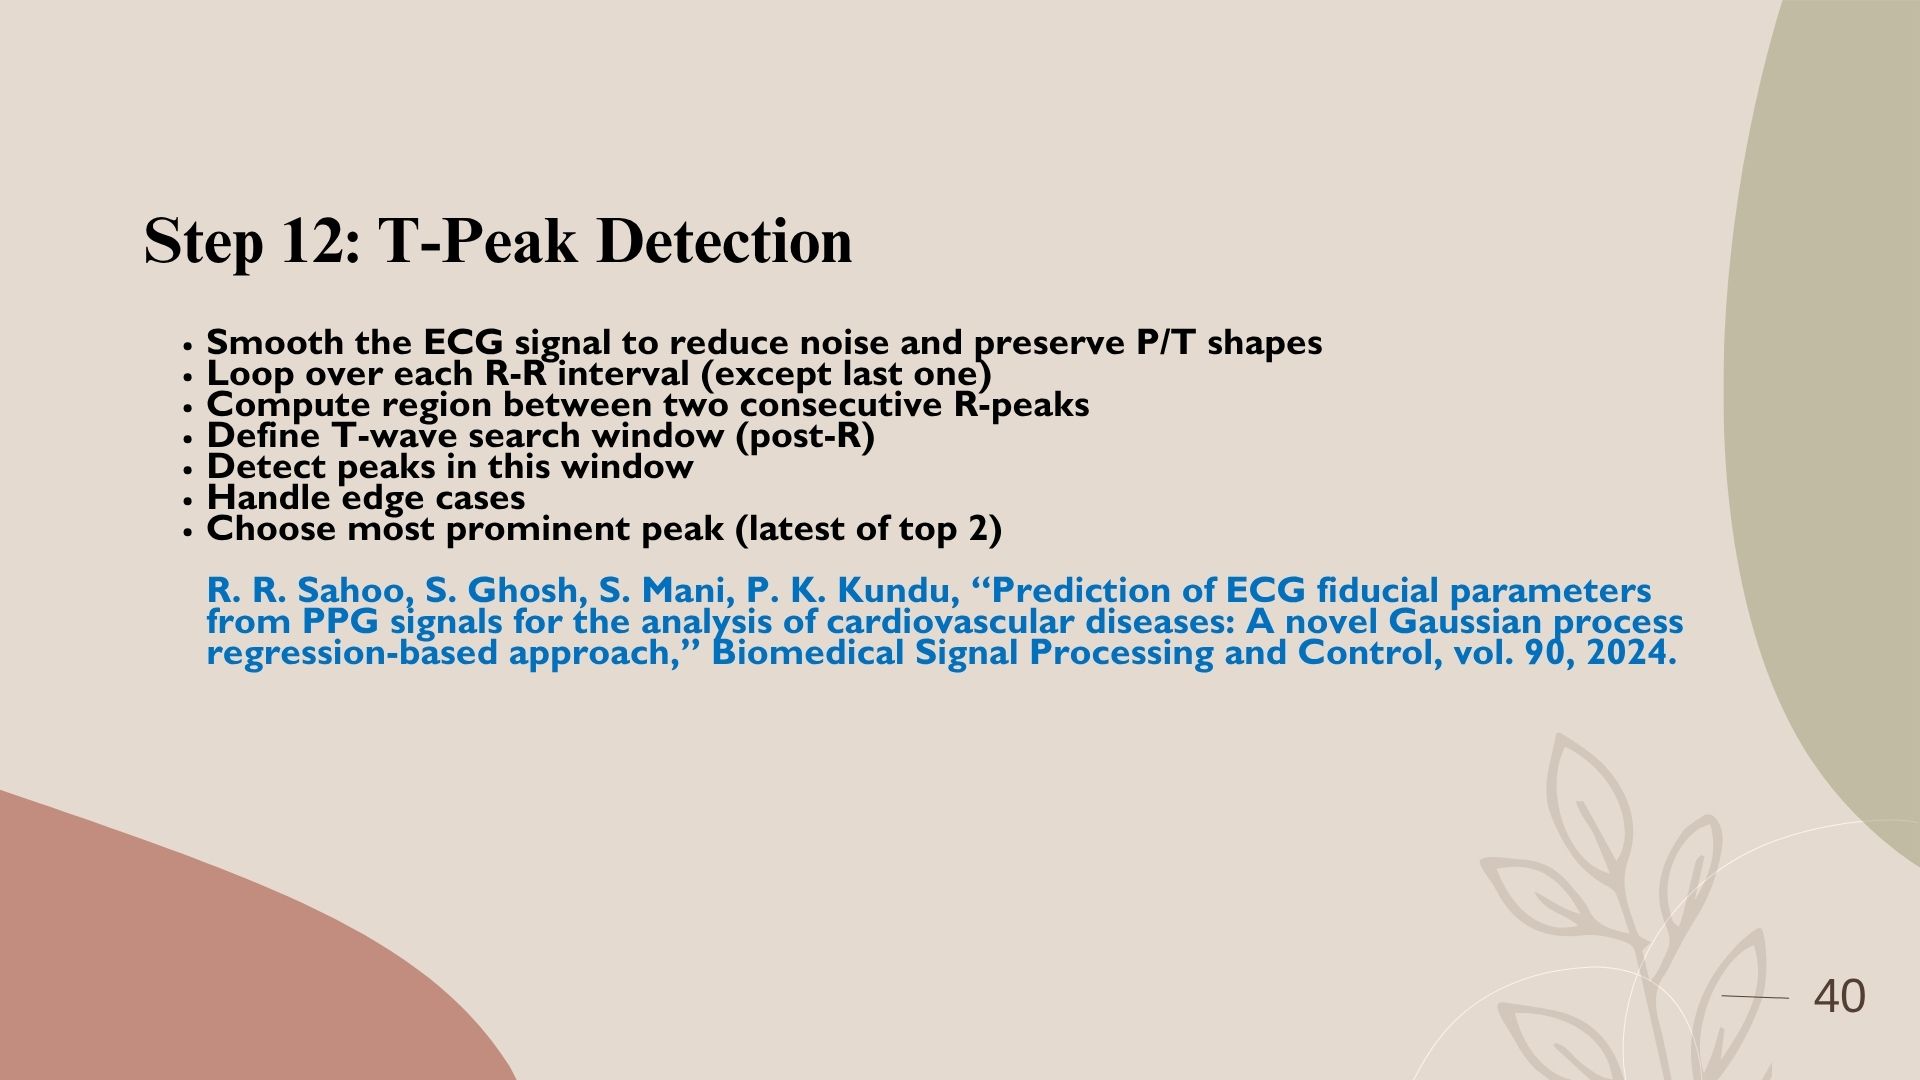 Step 12: T-Peak Detection
• Smooth the ECG signal to reduce noise and preserve P/T shapes
• Loop over each R-R interval (except last one)
• Compute region between two consecutive R-peaks
• Define T-wave search window (post-R)
• Detect peaks in this window
• Handle edge cases
• Choose most prominent peak (latest of top 2)
R. R. Sahoo, S. Ghosh, S. Mani, P. K. Kundu, “Prediction of ECG fiducial parameters
from PPG signals for the analysis of cardiovascular diseases: A novel Gaussian process
regression-based approach,” Biomedical Signal Processing and Control, vol. 90, 2024.
40